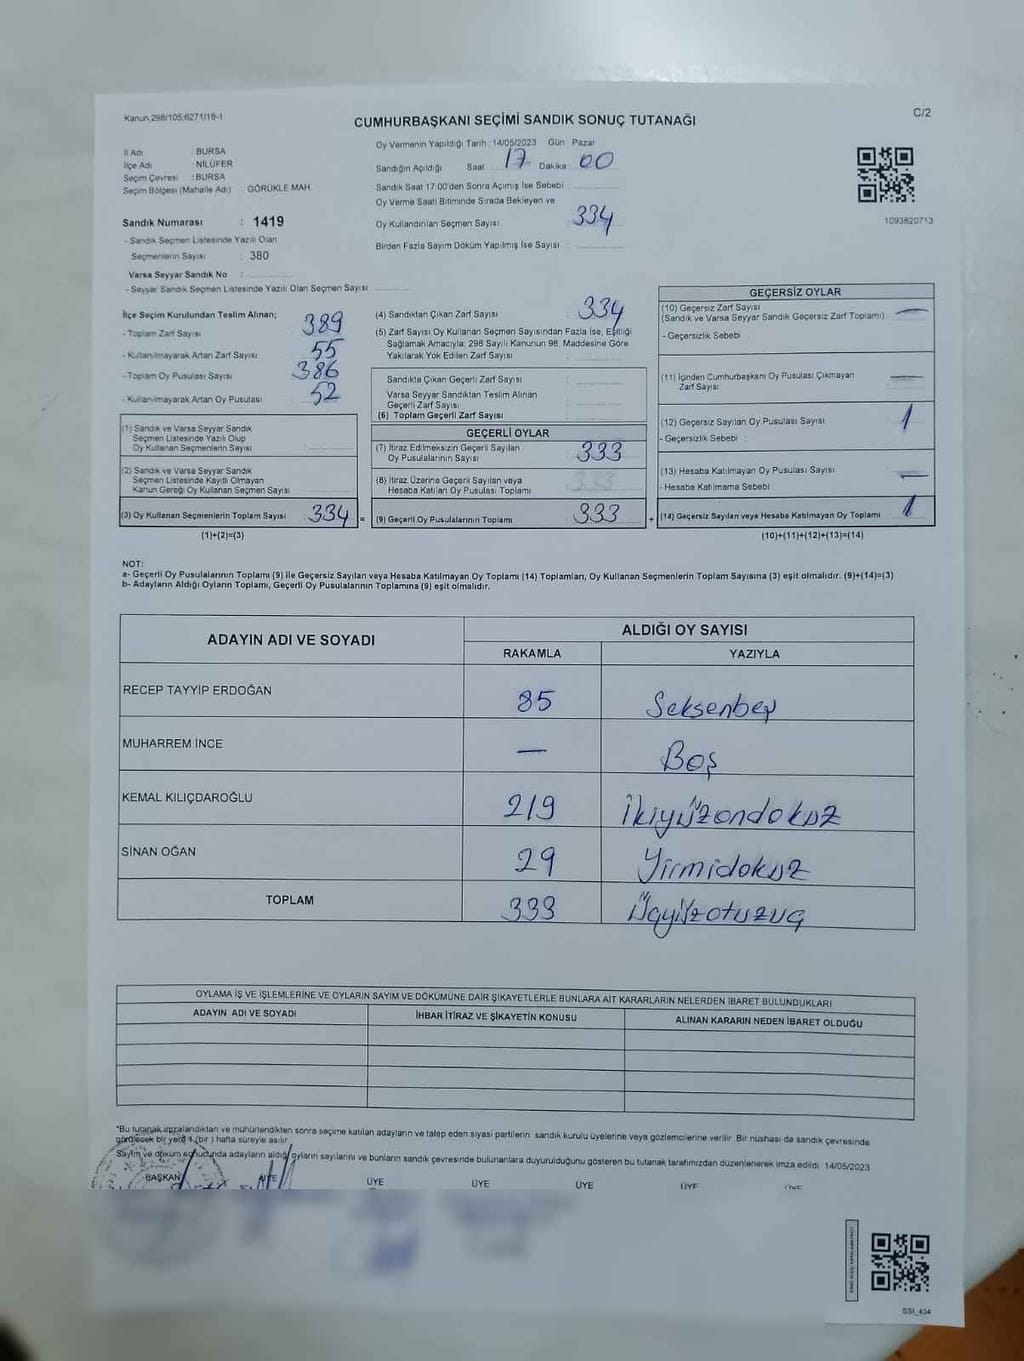 Kanun,298/105,6271/18-1
C/2
CUMHURBAŞKANI SEÇİMİ SANDIK SONUÇ TUTANAĞI
İl Adı : BURSA
İlçe Adı : NİLÜFER
Seçim Çevresi : BURSA
Seçim Bölgesi (Mahalle Adı) : GÖRÜKLE MAH.
Sandık Numarası : 1419
- Sandık Seçmen Listesinde Yazılı Olan
Seçmenlerin Sayısı : 380
Varsa Seyyar Sandık No :
- Seyyar Sandık Seçmen Listesinde Yazılı Olan Seçmen Sayısı
Oy Vermenin Yapıldığı Tarih : 14/05/2023 Gün Pazar
Sandığın Açıldığı Saat 17 Dakika 00
Sandık Saat 17.00'den Sonra Açılmış İse Sebebi :
Oy Verme Saati Bitiminde Sırada Bekleyen ve
Oy Kullandırılan Seçmen Sayısı : 334
Birden Fazla Sayım Döküm Yapılmış İse Sayısı :
1093820713
İlçe Seçim Kurulundan Teslim Alınan;
- Toplam Zarf Sayısı 389
- Kullanılmayarak Artan Zarf Sayısı 55
- Toplam Oy Pusulası Sayısı 386
- Kullanılmayarak Artan Oy Pusulası 52
(1) Sandık ve Varsa Seyyar Sandık
Seçmen Listesinde Yazılı Olup
Oy Kullanan Seçmenlerin Sayısı
(2) Sandık ve Varsa Seyyar Sandık
Seçmen Listesinde Kayıtlı Olmayan
Kanun Gereği Oy Kullanan Seçmen Sayısı
(3) Oy Kullanan Seçmenlerin Toplam Sayısı 334 =
(1)+(2)=(3)
(4) Sandıktan Çıkan Zarf Sayısı : 334
(5) Zarf Sayısı Oy Kullanan Seçmen Sayısından Fazla İse, Eşitliği
Sağlamak Amacıyla, 298 Sayılı Kanunun 98. Maddesine Göre
Yakılarak Yok Edilen Zarf Sayısı :
Sandıkta Çıkan Geçerli Zarf Sayısı :
Varsa Seyyar Sandıktan Teslim Alınan
Geçerli Zarf Sayısı :
(6) Toplam Geçerli Zarf Sayısı :
GEÇERLİ OYLAR
(7) İtiraz Edilmeksizin Geçerli Sayılan
Oy Pusulalarının Sayısı : 333
(8) İtiraz Üzerine Geçerli Sayılan veya
Hesaba Katılan Oy Pusulası Toplamı :
(9) Geçerli Oy Pusulalarının Toplamı : 333 +
GEÇERSİZ OYLAR
(10) Geçersiz Zarf Sayısı
(Sandık ve Varsa Seyyar Sandık Geçersiz Zarf Toplamı) : —
- Geçersizlik Sebebi :
(11) İçinden Cumhurbaşkanı Oy Pusulası Çıkmayan
Zarf Sayısı : —
(12) Geçersiz Sayılan Oy Pusulası Sayısı : 1
- Geçersizlik Sebebi :
(13) Hesaba Katılmayan Oy Pusulası Sayısı : —
- Hesaba Katılmama Sebebi :
(14) Geçersiz Sayılan veya Hesaba Katılmayan Oy Toplamı : 1
(10)+(11)+(12)+(13)=(14)
NOT:
a- Geçerli Oy Pusulalarının Toplamı (9) İle Geçersiz Sayılan veya Hesaba Katılmayan Oy Toplamı (14) Toplamları, Oy Kullanan Seçmenlerin Toplam Sayısına (3) eşit olmalıdır. (9)+(14)=(3)
b- Adayların Aldığı Oyların Toplamı, Geçerli Oy Pusulalarının Toplamına (9) eşit olmalıdır.
ADAYIN ADI VE SOYADI
ALDIĞI OY SAYISI
RAKAMLA YAZIYLA
RECEP TAYYİP ERDOĞAN 85 Seksenbeş
MUHARREM İNCE — Boş
KEMAL KILIÇDAROĞLU 219 İkiyüzondokuz
SİNAN OĞAN 29 Yirmidokuz
TOPLAM 333 Üçyüzotuzüç
OYLAMA İŞ VE İŞLEMLERİNE VE OYLARIN SAYIM VE DÖKÜMÜNE DAİR ŞİKAYETLERLE BUNLARA AİT KARARLARIN NELERDEN İBARET BULUNDUKLARI
ADAYIN ADI VE SOYADI İHBAR İTİRAZ VE ŞİKAYETİN KONUSU ALINAN KARARIN NEDEN İBARET OLDUĞU
*Bu tutanak imzalandıktan ve mühürlendikten sonra seçime katılan adayların ve talep eden siyasi partilerin sandık kurulu üyelerine veya gözlemcilerine verilir. Bir nüshası da sandık çevresinde
görülecek bir yere 1 (bir) hafta süreyle asılır.
Sayım ve döküm sonucunda adayların aldığı oyların sayılarını ve bunların sandık çevresinde bulunanlara duyurulduğunu gösteren bu tutanak tarafımızdan düzenlenerek imza edildi. 14/05/2023
BAŞKAN ÜYE ÜYE ÜYE ÜYE ÜYE ÜYE
SSI_404